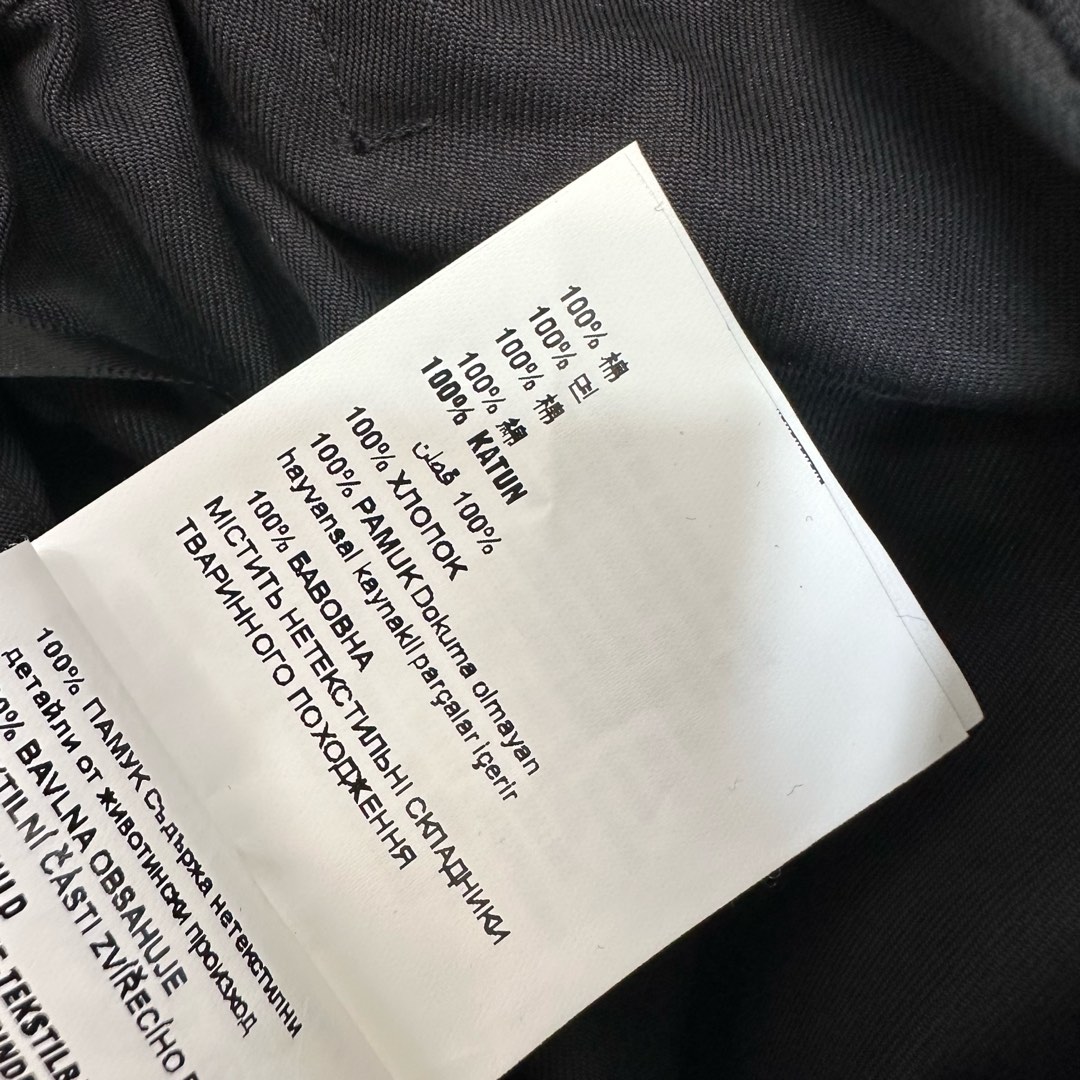 100% 棉
100% 면
100% 棉
100% 綿
100% KATUN
100% قطن
100% ХЛОПОК
100% PAMUK Dokuma olmayan
hayvansal kaynakli parçalar içerir
100% БАВОВНА
МІСТИТЬ НЕТЕКСТИЛЬНІ СКЛАДНИКИ
ТВАРИННОГО ПОХОДЖЕННЯ
100% ПАМУК Съдържа нетекстилни
детайли от животински произход
BAVLNA OBSAHUJE
ČÁSTI ZVÍŘECÍHO